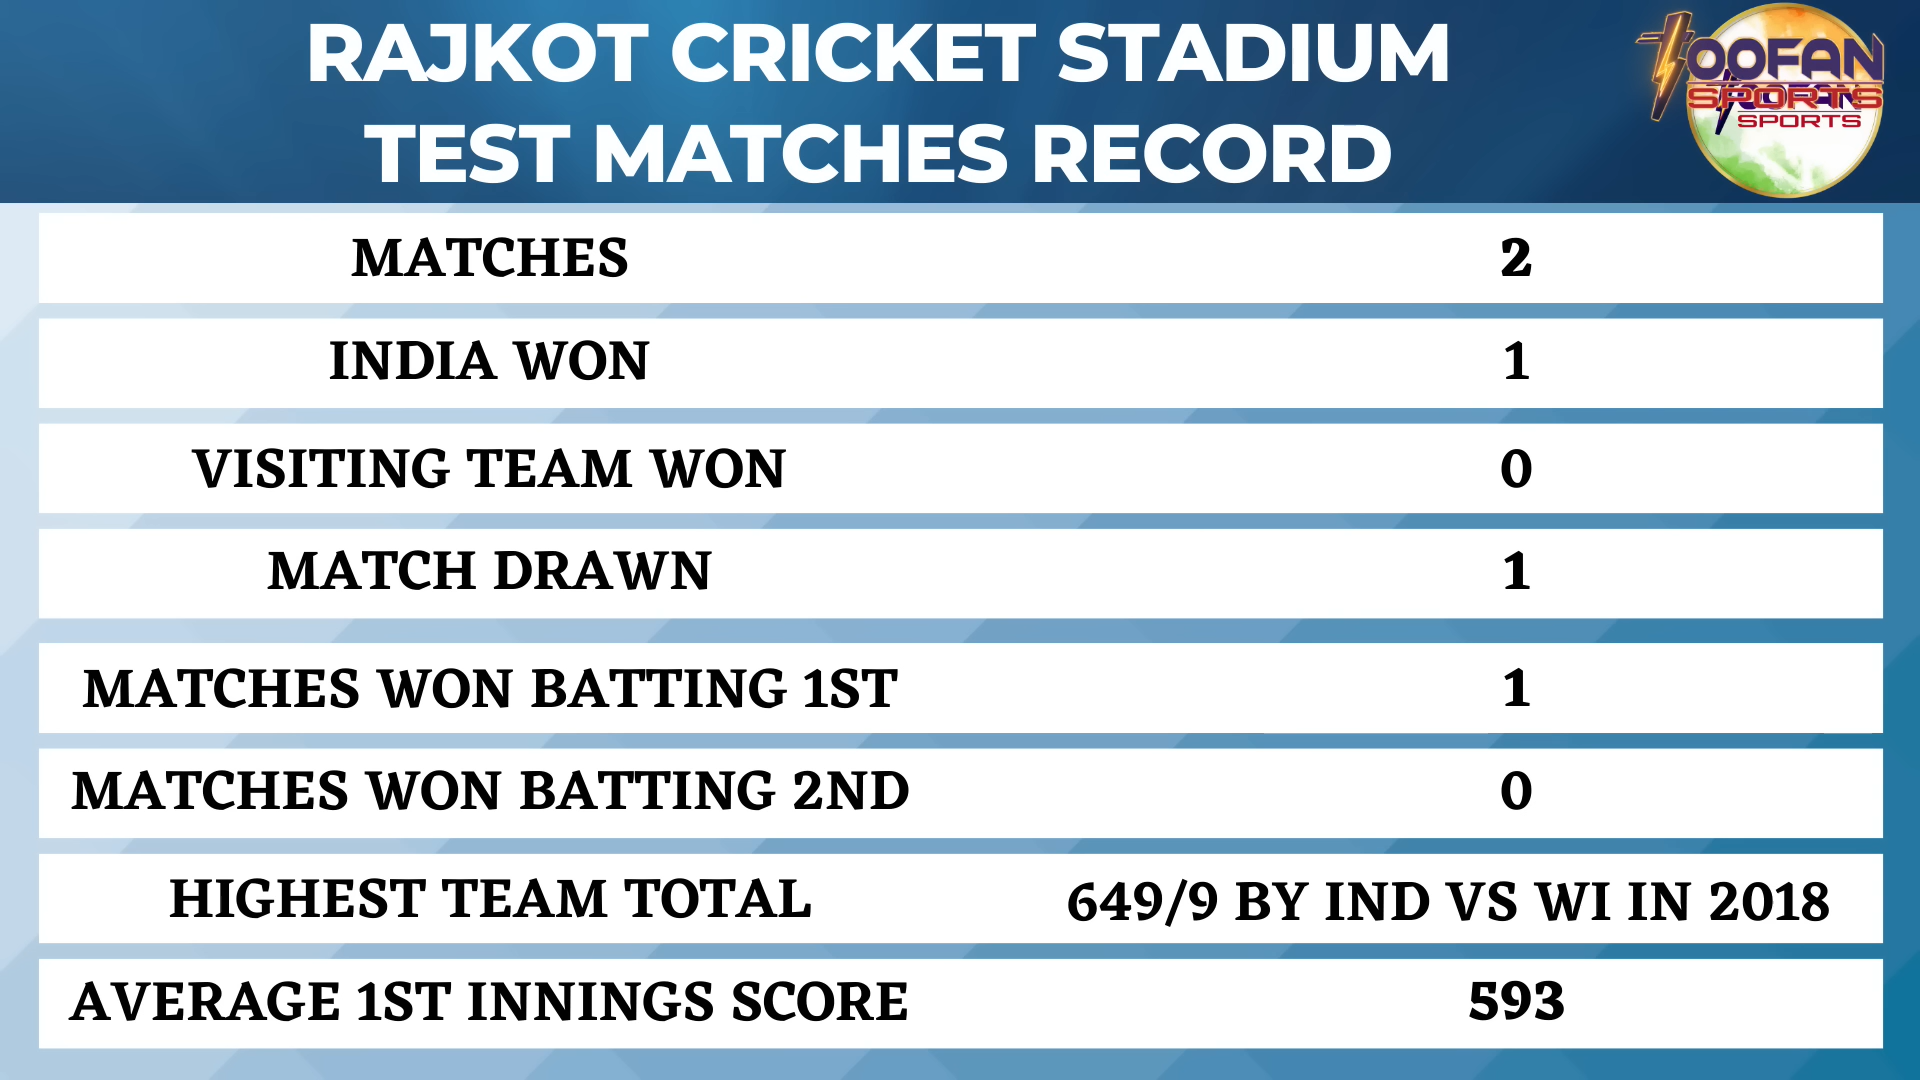 RAJKOT CRICKET STADIUM
TEST MATCHES RECORD
TOOFAN
SPORTS
TOOFAN
SPORTS
MATCHES 2
INDIA WON 1
VISITING TEAM WON 0
MATCH DRAWN 1
MATCHES WON BATTING 1ST 1
MATCHES WON BATTING 2ND 0
HIGHEST TEAM TOTAL 649/9 BY IND VS WI IN 2018
AVERAGE 1ST INNINGS SCORE 593